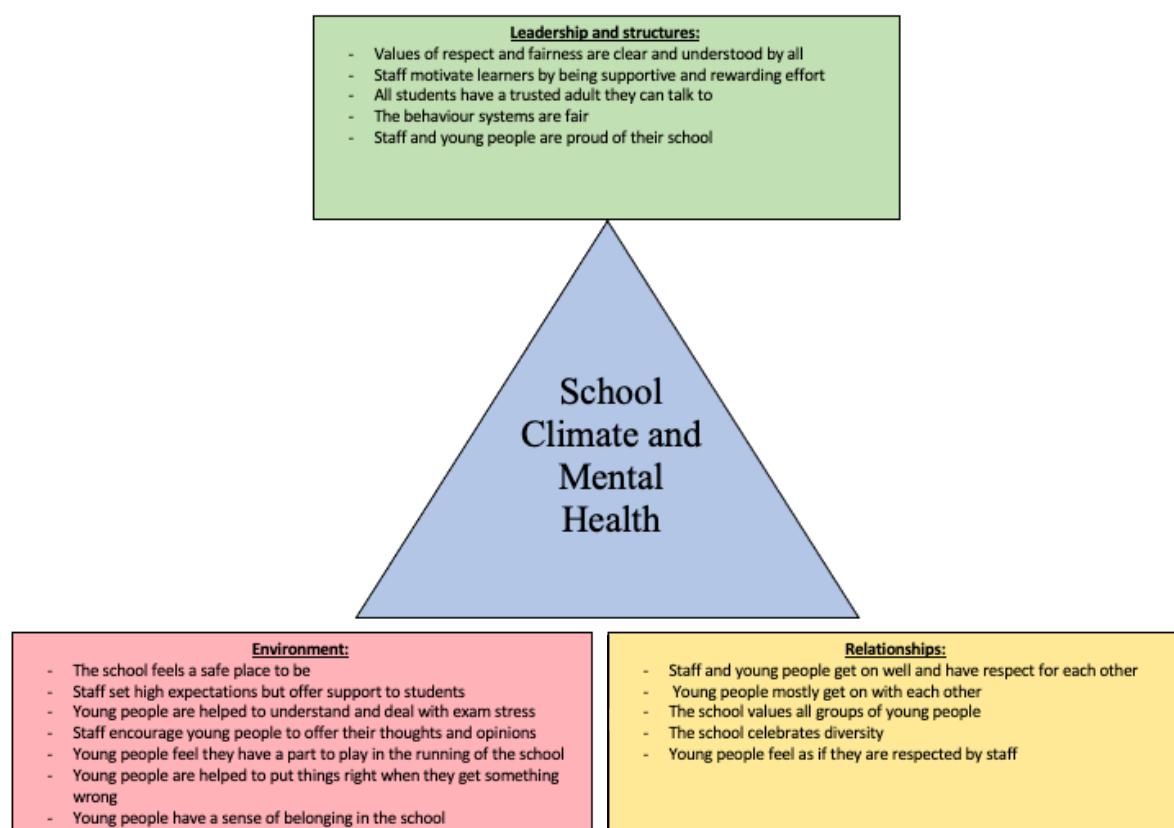 Leadership and structures:
- Values of respect and fairness are clear and understood by all
- Staff motivate learners by being supportive and rewarding effort
- All students have a trusted adult they can talk to
- The behaviour systems are fair
- Staff and young people are proud of their school
School
Climate and
Mental
Health
Environment:
- The school feels a safe place to be
- Staff set high expectations but offer support to students
- Young people are helped to understand and deal with exam stress
- Staff encourage young people to offer their thoughts and opinions
- Young people feel they have a part to play in the running of the school
- Young people are helped to put things right when they get something
wrong
- Young people have a sense of belonging in the school
Relationships:
- Staff and young people get on well and have respect for each other
- Young people mostly get on with each other
- The school values all groups of young people
- The school celebrates diversity
- Young people feel as if they are respected by staff